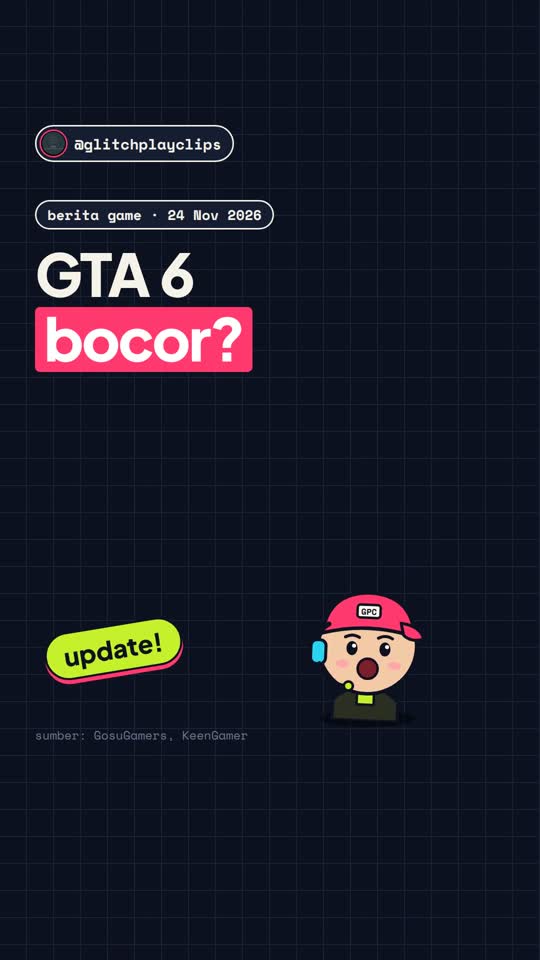 @glitchplayclips
berita game · 24 Nov 2026
GTA 6
bocor?
GPC
update!
sumber: GosuGamers, KeenGamer